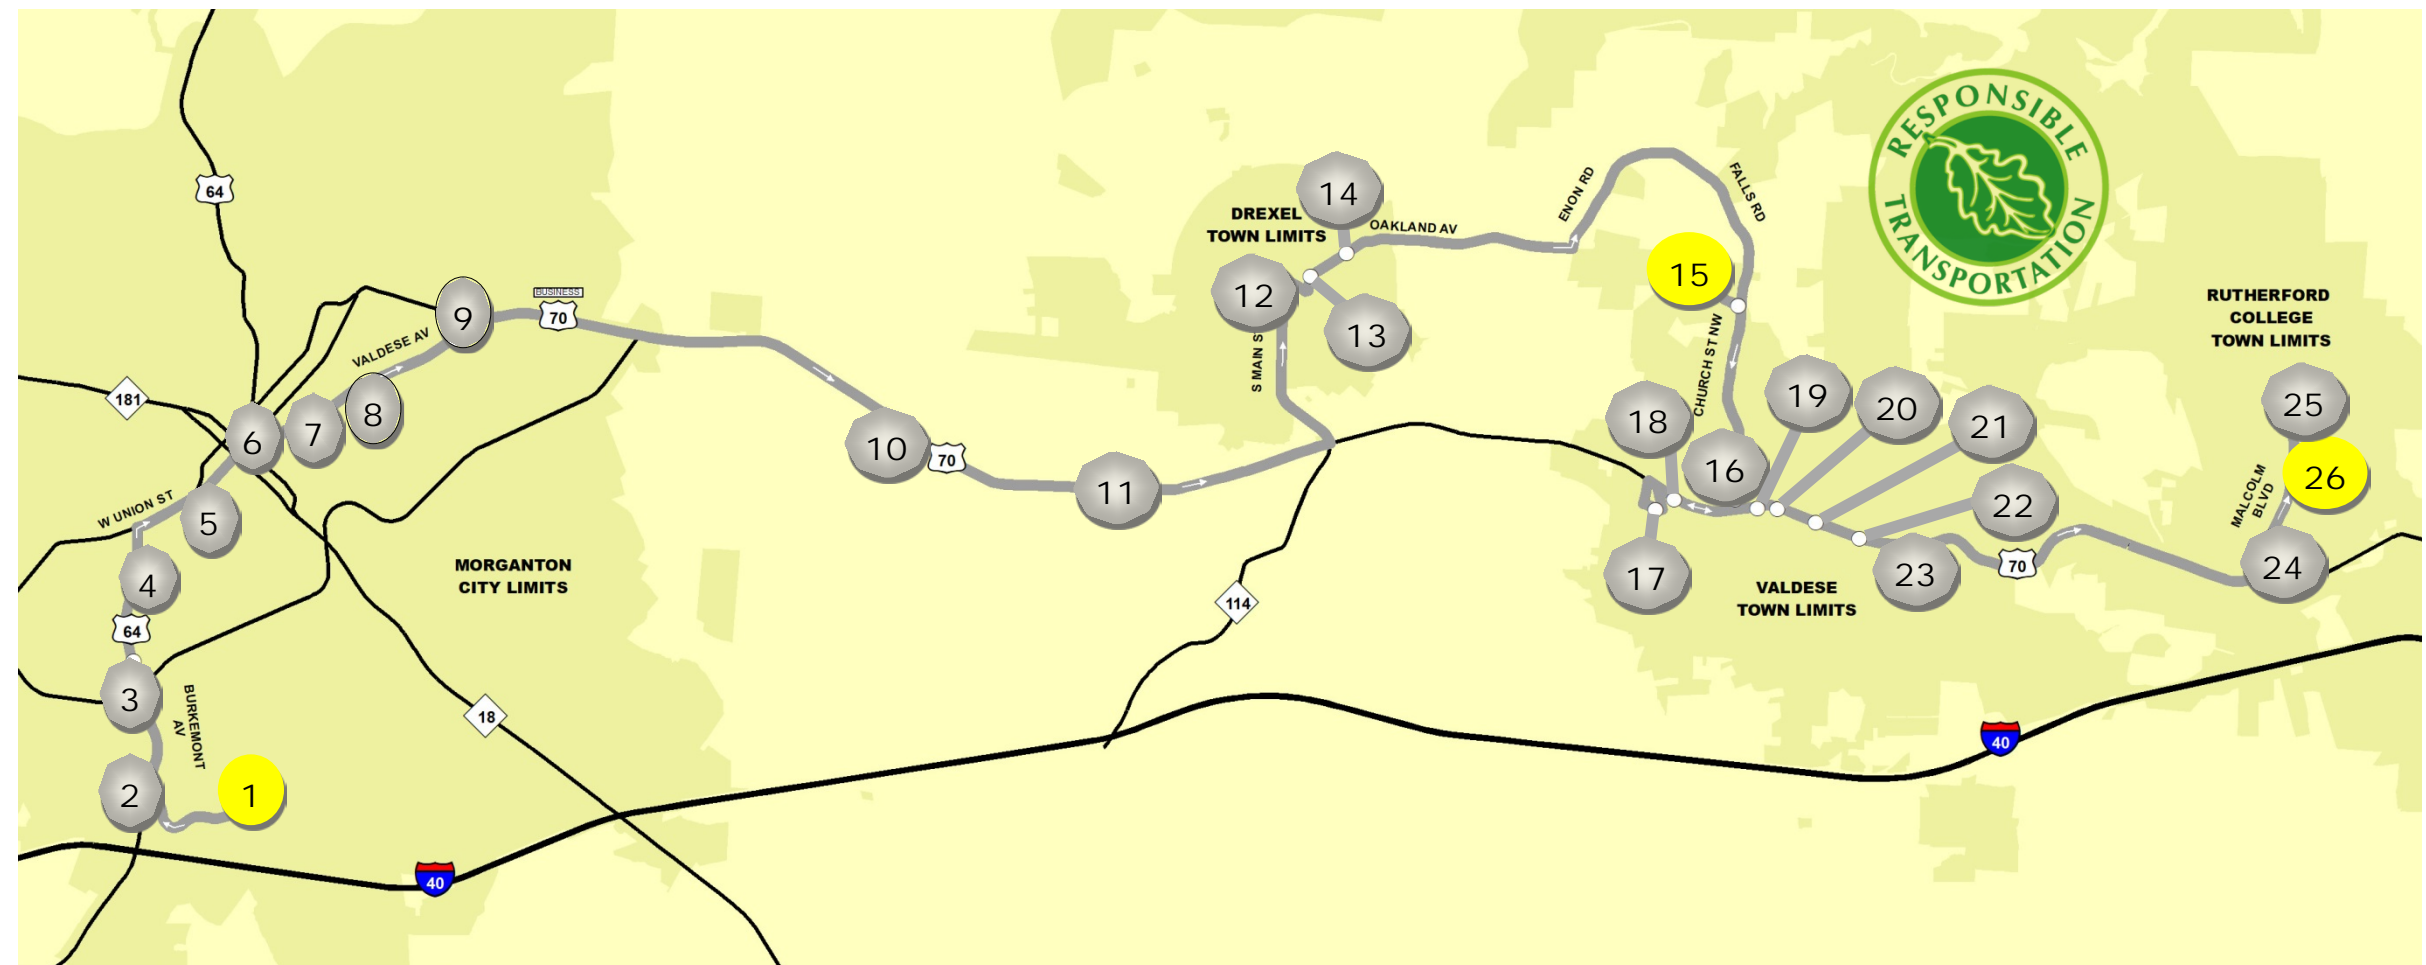 RESPONSIBLE
TRANSPORTATION
64
14
DREXEL
TOWN LIMITS
OAKLAND AV
ENON RD
FALLS RD
15
12
13
S MAIN S
BUSINESS
70
9
VALDESE AV
8
7
6
181
W UNION ST
5
4
64
3
BURKEMONT
AV
2
1
MORGANTON
CITY LIMITS
18
40
10
70
11
114
CHURCH ST NW
18
16
17
19
20
21
22
23
VALDESE
TOWN LIMITS
70
RUTHERFORD
COLLEGE
TOWN LIMITS
25
26
MALCOLM
BLVD
24
40